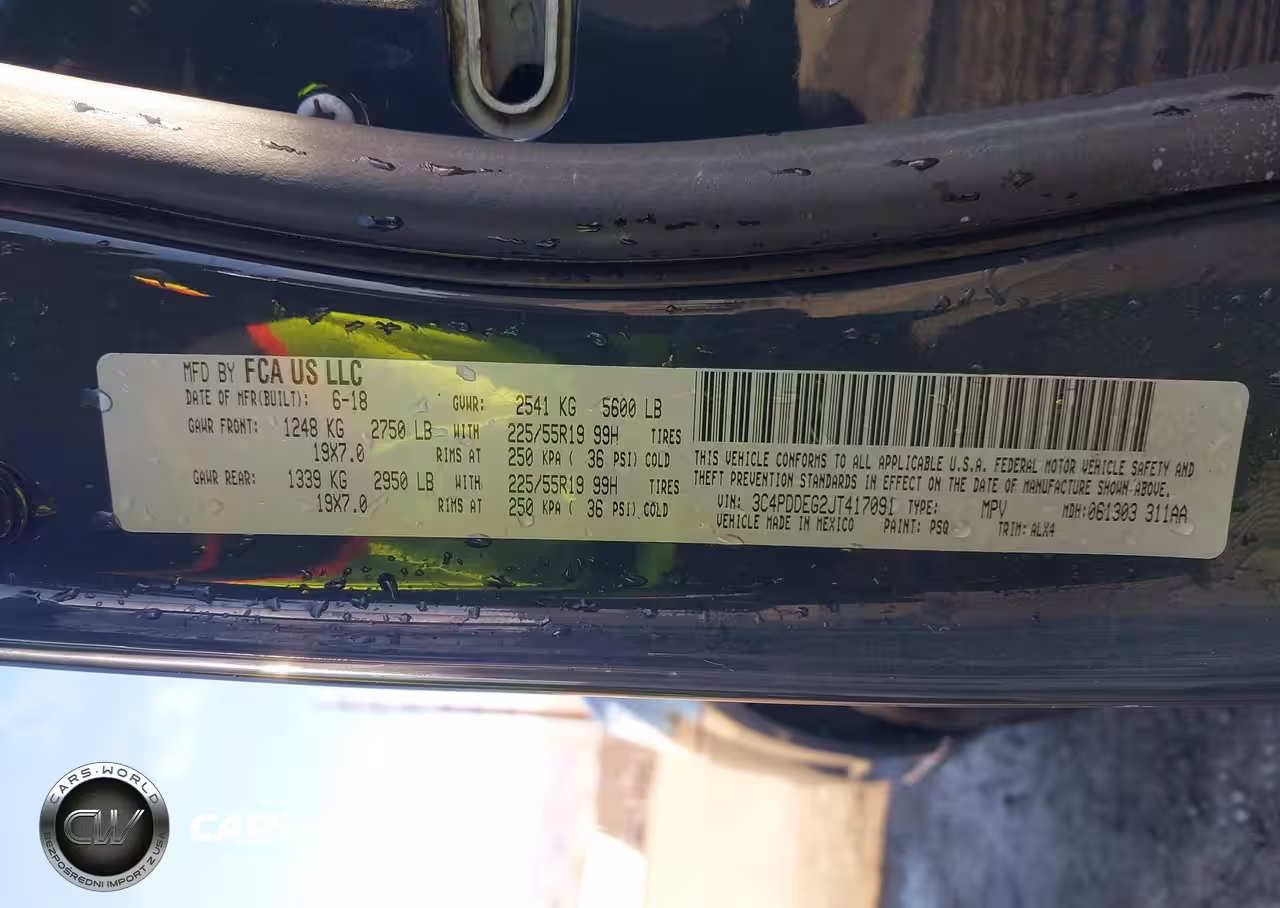 MFD BY FCA US LLC
DATE OF MFR(BUILT): 6-18 GVWR: 2541 KG 5600 LB
GAWR FRONT: 1248 KG 2750 LB WITH 225/55R19 99H TIRES
19X7.0 RIMS AT 250 KPA ( 36 PSI) COLD
GAWR REAR: 1339 KG 2950 LB WITH 225/55R19 99H TIRES
19X7.0 RIMS AT 250 KPA ( 36 PSI) COLD
THIS VEHICLE CONFORMS TO ALL APPLICABLE U.S.A. FEDERAL MOTOR VEHICLE SAFETY AND
THEFT PREVENTION STANDARDS IN EFFECT ON THE DATE OF MANUFACTURE SHOWN ABOVE.
VIN: 3C4PDDEG2JT417091 TYPE: MPV MDH: 061303 311AA
VEHICLE MADE IN MEXICO PAINT: PSQ TRIM: ALX4
CARS-WORLD
CW
BEZPOŚREDNI IMPORT Z USA